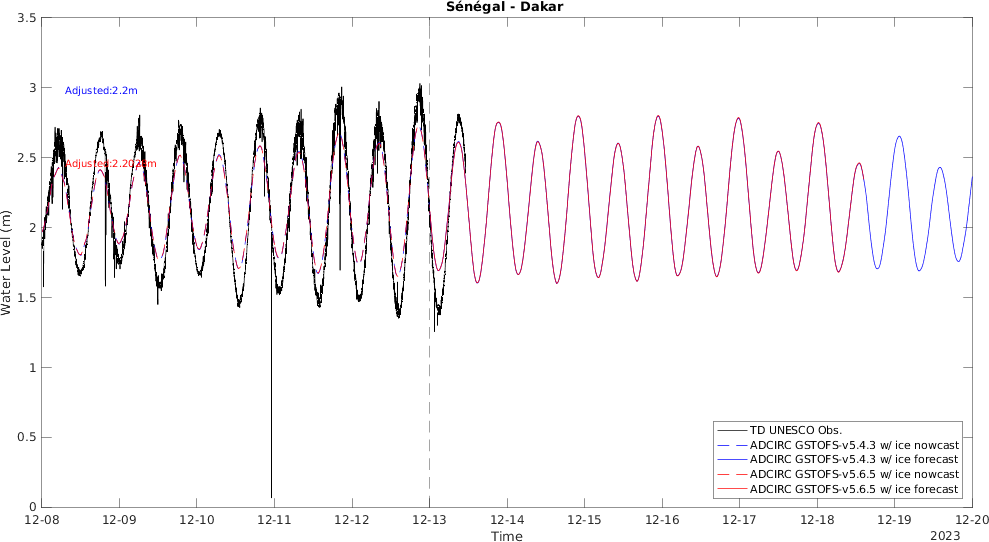 Sénégal - Dakar
3.5
3
2.5
2
1.5
1
0.5
0
Water Level (m)
Adjusted:2.2m
TD UNESCO Obs.
ADCIRC GSTOFS-v5.4.3 w/ ice nowcast
ADCIRC GSTOFS-v5.4.3 w/ ice forecast
ADCIRC GSTOFS-v5.6.5 w/ ice nowcast
ADCIRC GSTOFS-v5.6.5 w/ ice forecast
12-08 12-09 12-10 12-11 12-12 12-13 12-14 12-15 12-16 12-17 12-18 12-19 12-20
Time
2023